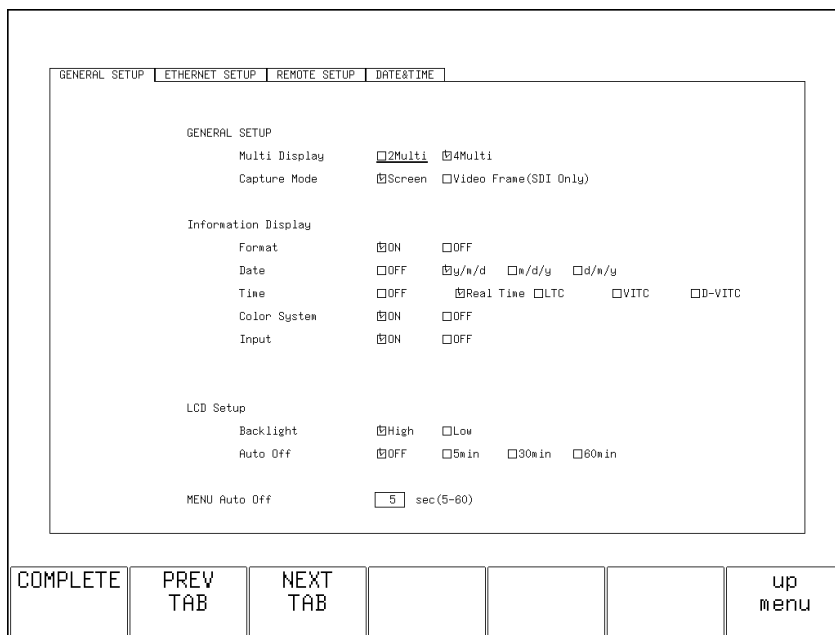 GENERAL SETUP ETHERNET SETUP REMOTE SETUP DATE&TIME
GENERAL SETUP
Multi Display ☐2Multi ☑4Multi
Capture Mode ☑Screen ☐Video Frame(SDI Only)
Information Display
Format ☑ON ☐OFF
Date ☐OFF ☑y/m/d ☐m/d/y ☐d/m/y
Time ☐OFF ☑Real Time ☐LTC ☐VITC ☐D-VITC
Color System ☑ON ☐OFF
Input ☑ON ☐OFF
LCD Setup
Backlight ☑High ☐Low
Auto Off ☑OFF ☐5min ☐30min ☐60min
MENU Auto Off 5 sec(5-60)
COMPLETE PREV TAB NEXT TAB up menu